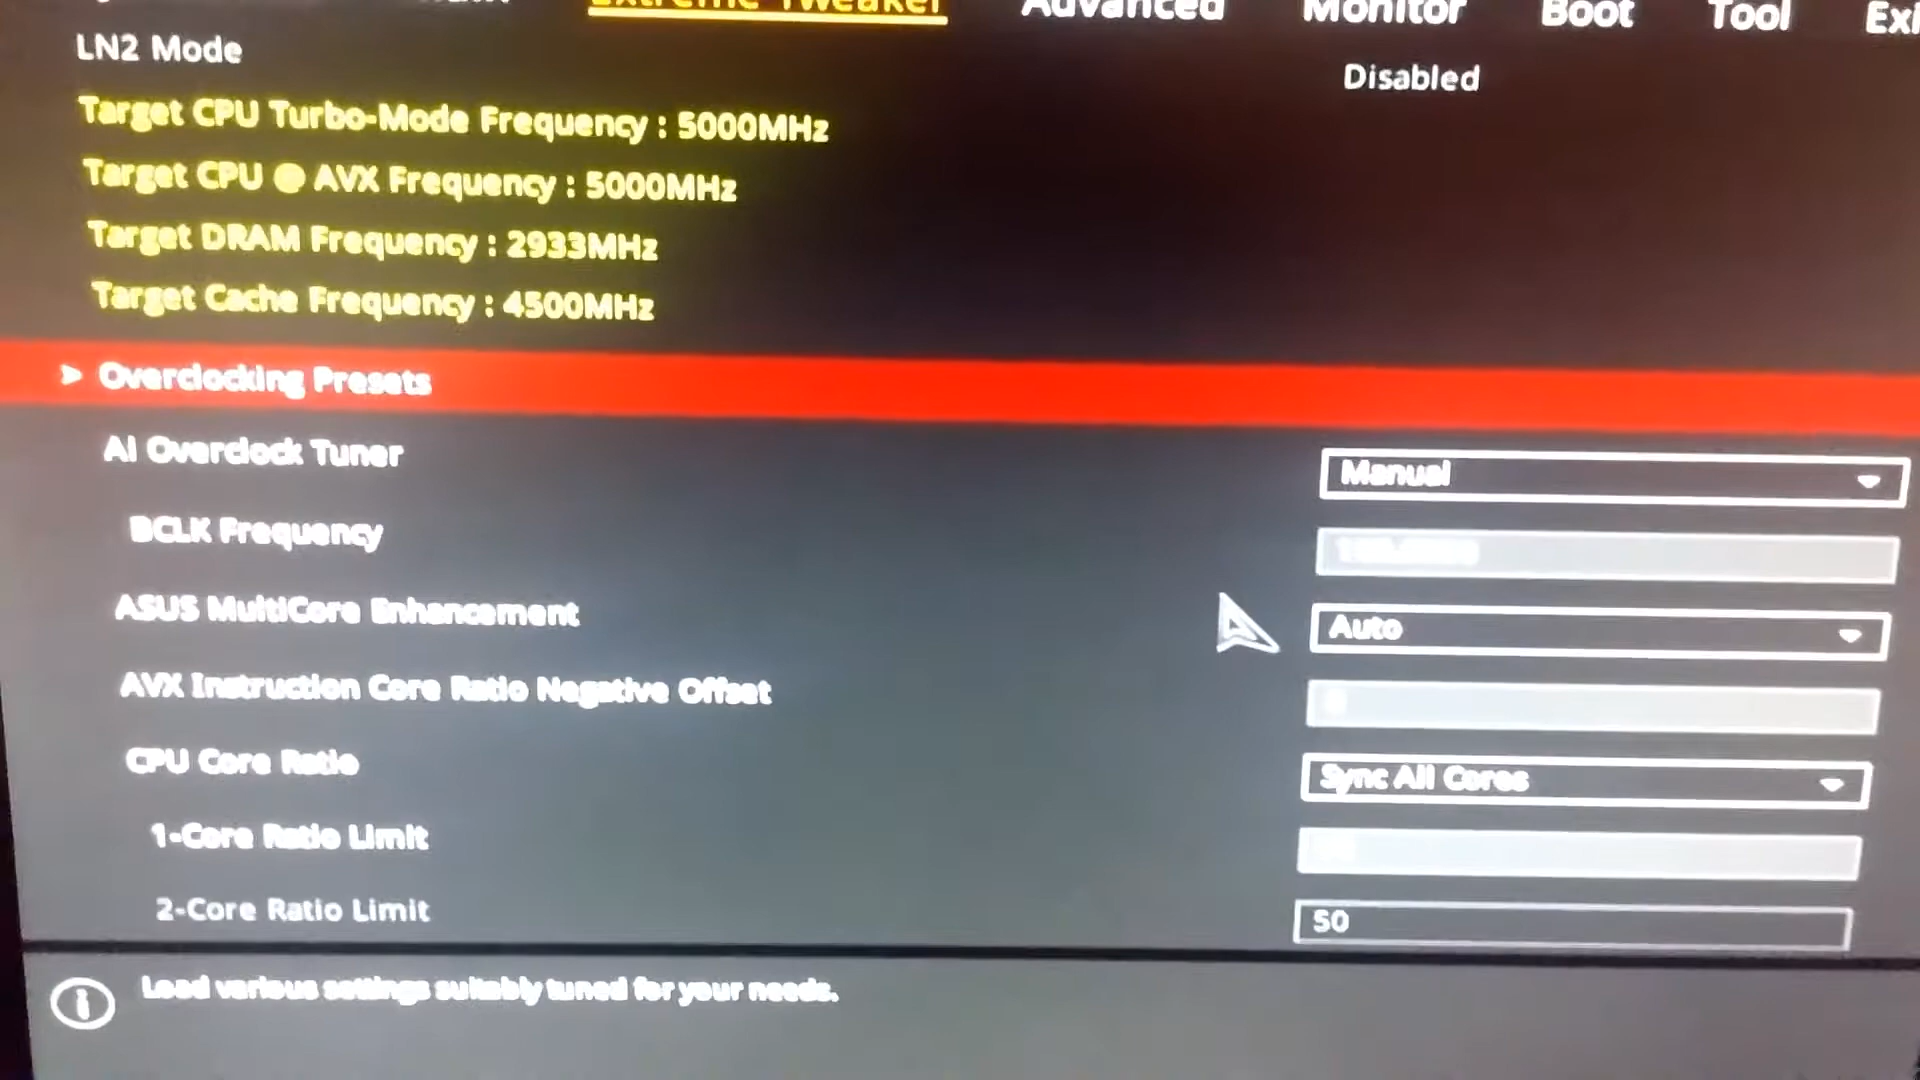 Extreme Tweaker Advanced Monitor Boot Tool Exi
LN2 Mode Disabled
Target CPU Turbo-Mode Frequency : 5000MHz
Target CPU @ AVX Frequency : 5000MHz
Target DRAM Frequency : 2933MHz
Target Cache Frequency : 4500MHz
> Overclocking Presets
AI Overclock Tuner Manual
BCLK Frequency
ASUS MultiCore Enhancement Auto
AVX Instruction Core Ratio Negative Offset
CPU Core Ratio Sync All Cores
1-Core Ratio Limit
2-Core Ratio Limit 50
Load various settings suitably tuned for your needs.